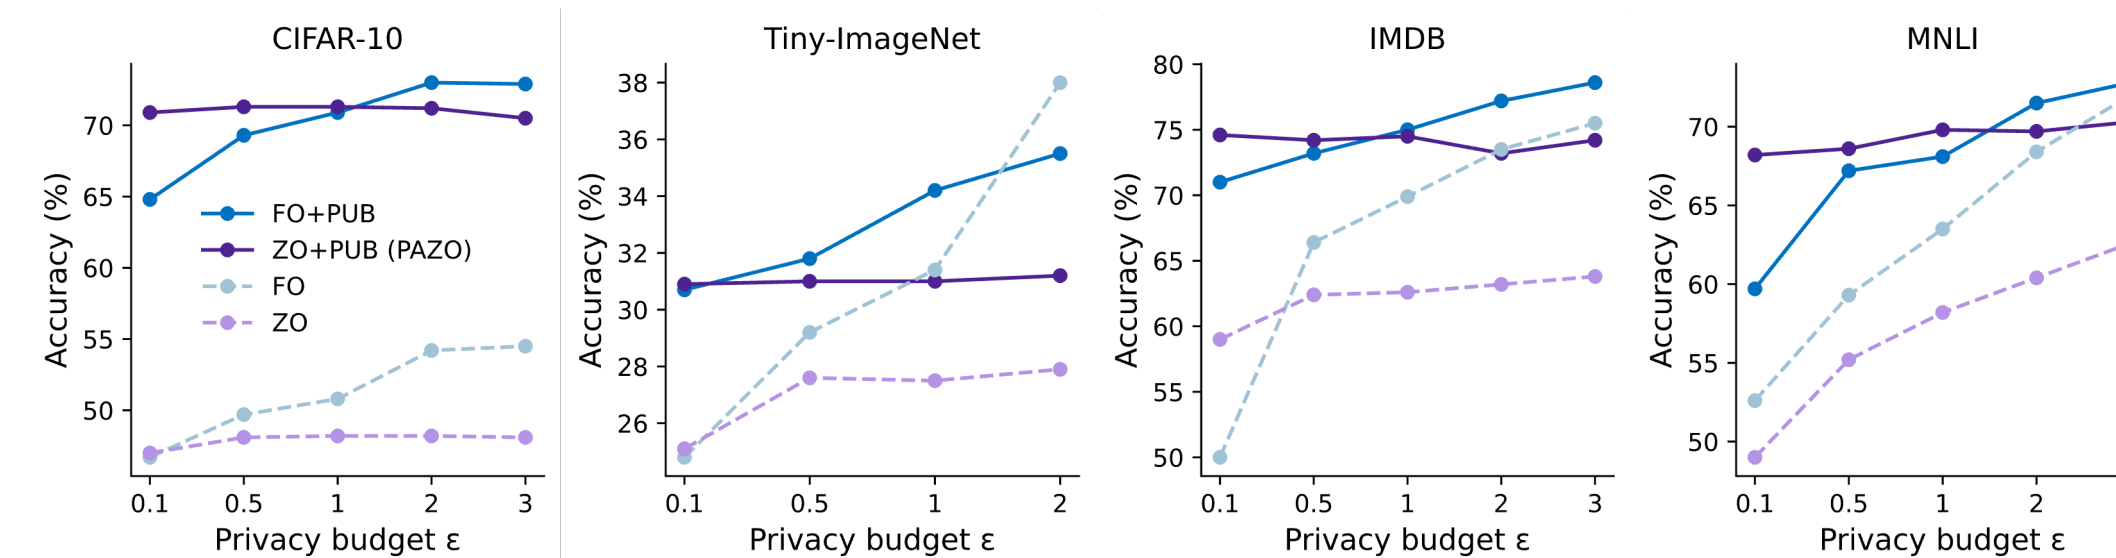 CIFAR-10
Accuracy (%)
70
65
60
55
50
FO+PUB
ZO+PUB (PAZO)
FO
ZO
0.1 0.5 1 2 3
Privacy budget ε
Tiny-ImageNet
Accuracy (%)
38
36
34
32
30
28
26
0.1 0.5 1 2
Privacy budget ε
IMDB
Accuracy (%)
80
75
70
65
60
55
50
0.1 0.5 1 2 3
Privacy budget ε
MNLI
Accuracy (%)
70
65
60
55
50
0.1 0.5 1 2
Privacy budget ε